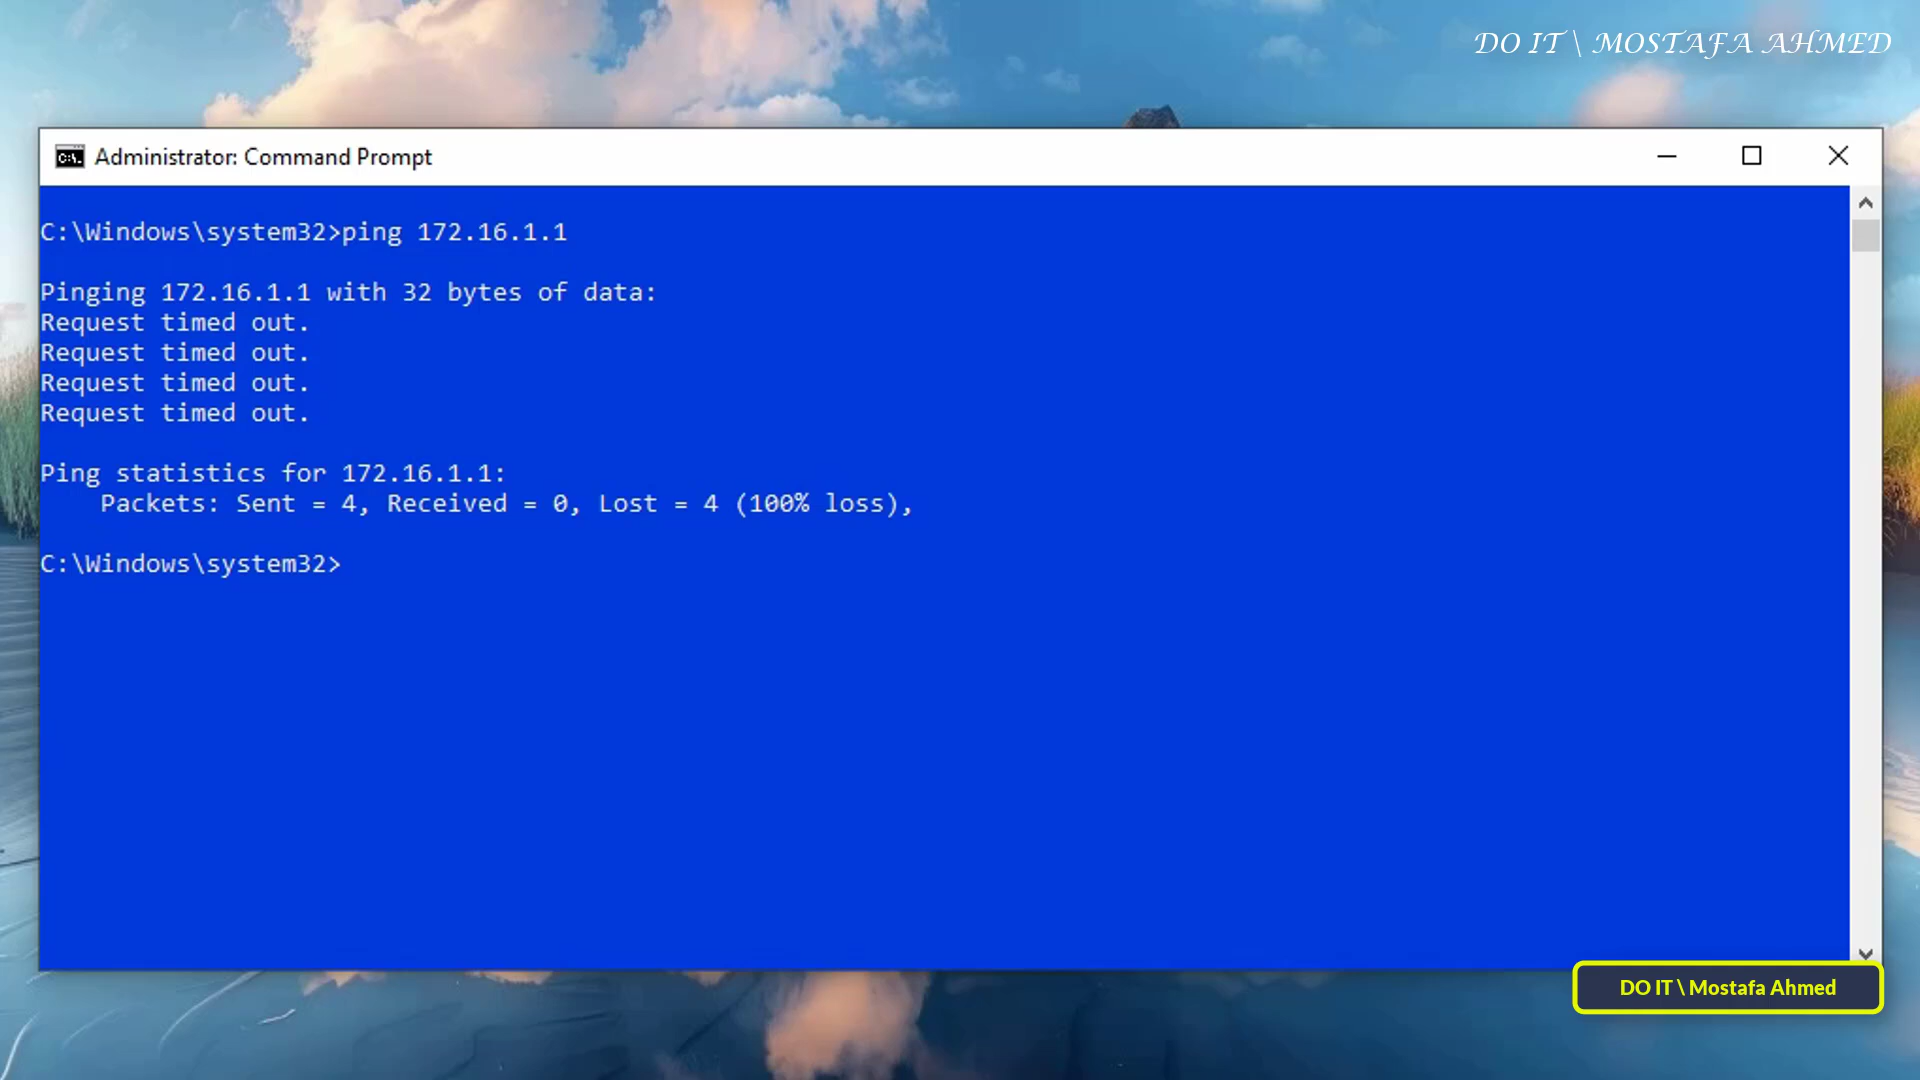 DO IT \ MOSTAFA AHMED
Administrator: Command Prompt
C:\Windows\system32>ping 172.16.1.1
Pinging 172.16.1.1 with 32 bytes of data:
Request timed out.
Request timed out.
Request timed out.
Request timed out.
Ping statistics for 172.16.1.1:
    Packets: Sent = 4, Received = 0, Lost = 4 (100% loss),
C:\Windows\system32>
DO IT \ Mostafa Ahmed